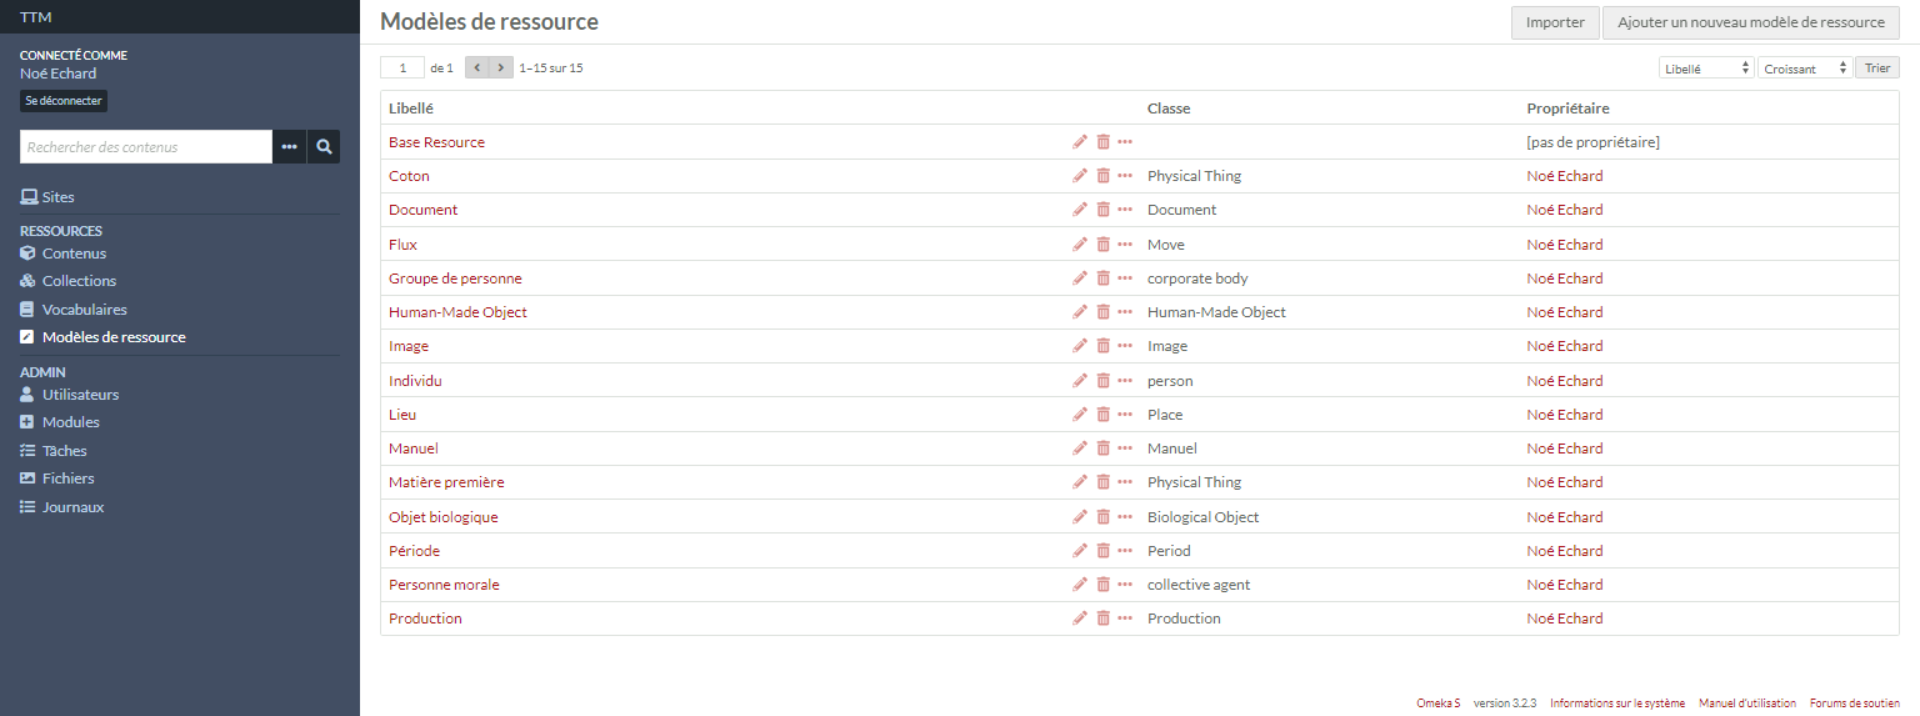 TTM
CONNECTÉ COMME
Noé Echard
Se déconnecter
Rechercher des contenus
Sites
RESSOURCES
Contenus
Collections
Vocabulaires
Modèles de ressource
ADMIN
Utilisateurs
Modules
Tâches
Fichiers
Journaux
Modèles de ressource
Importer
Ajouter un nouveau modèle de ressource
1 de 1 < > 1–15 sur 15
Libellé Croissant Trier
Libellé Classe Propriétaire
Base Resource [pas de propriétaire]
Coton Physical Thing Noé Echard
Document Document Noé Echard
Flux Move Noé Echard
Groupe de personne corporate body Noé Echard
Human-Made Object Human-Made Object Noé Echard
Image Image Noé Echard
Individu person Noé Echard
Lieu Place Noé Echard
Manuel Manuel Noé Echard
Matière première Physical Thing Noé Echard
Objet biologique Biological Object Noé Echard
Période Period Noé Echard
Personne morale collective agent Noé Echard
Production Production Noé Echard
Omeka S version 3.2.3 Informations sur le système Manuel d'utilisation Forums de soutien